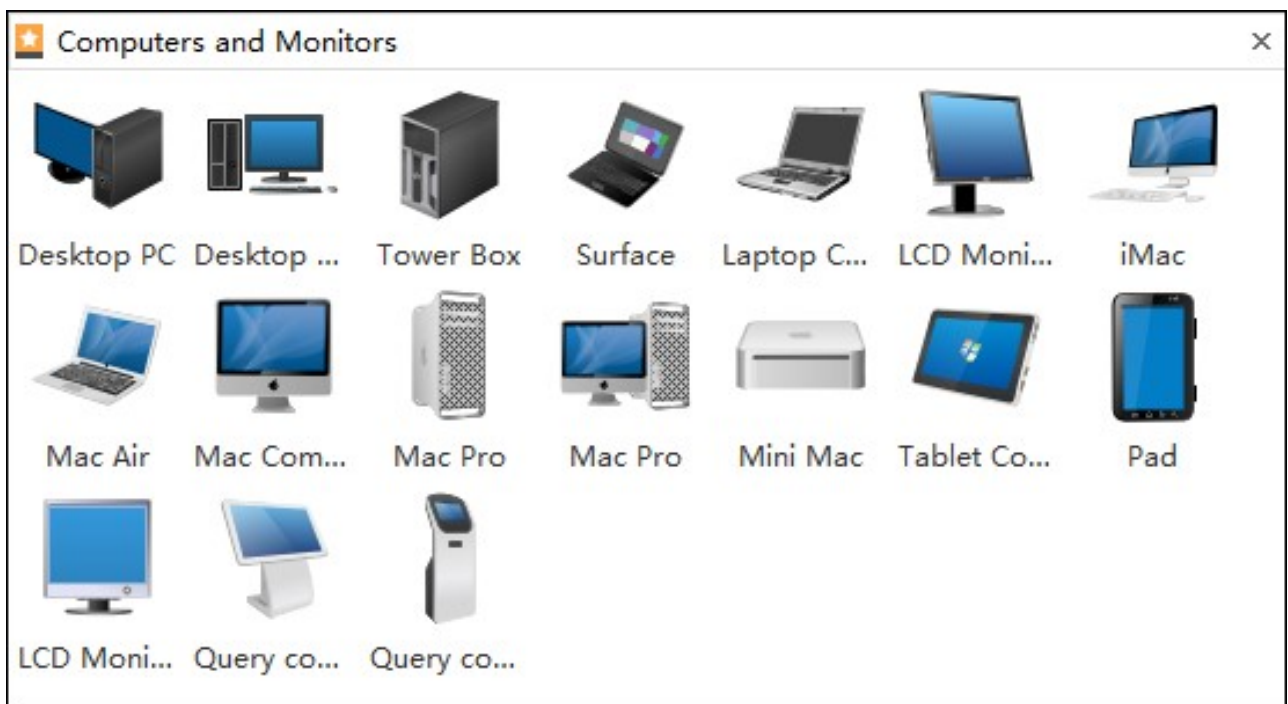 Computers and Monitors
Desktop PC Desktop ... Tower Box Surface Laptop C... LCD Moni... iMac
Mac Air Mac Com... Mac Pro Mac Pro Mini Mac Tablet Co... Pad
LCD Moni... Query co... Query co...